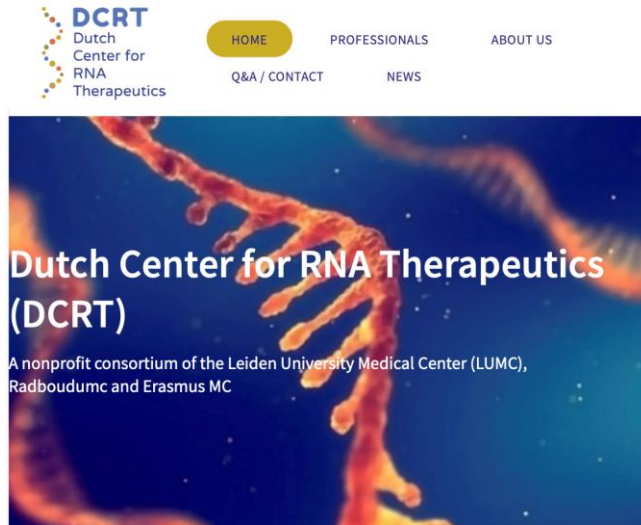 DCRT
Dutch
Center for
RNA
Therapeutics
HOME
PROFESSIONALS
ABOUT US
Q&A / CONTACT
NEWS
Dutch Center for RNA Therapeutics
(DCRT)
A nonprofit consortium of the Leiden University Medical Center (LUMC),
Radboudumc and Erasmus MC